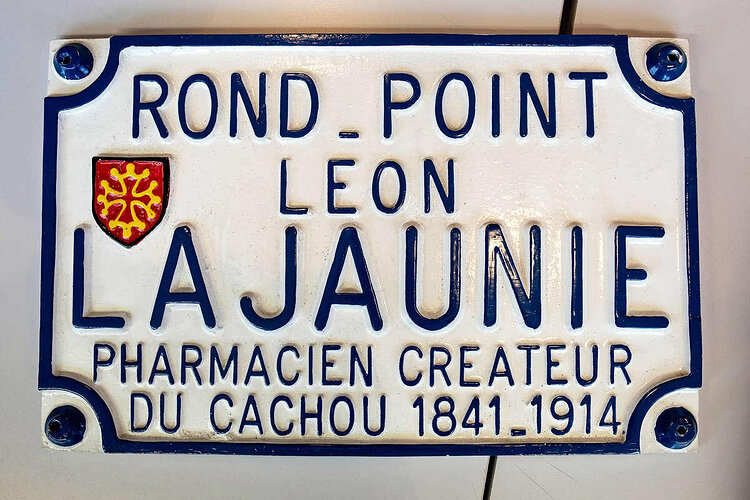 ROND_POINT
LEON
LAJAUNIE
PHARMACIEN CREATEUR
DU CACHOU 1841_1914